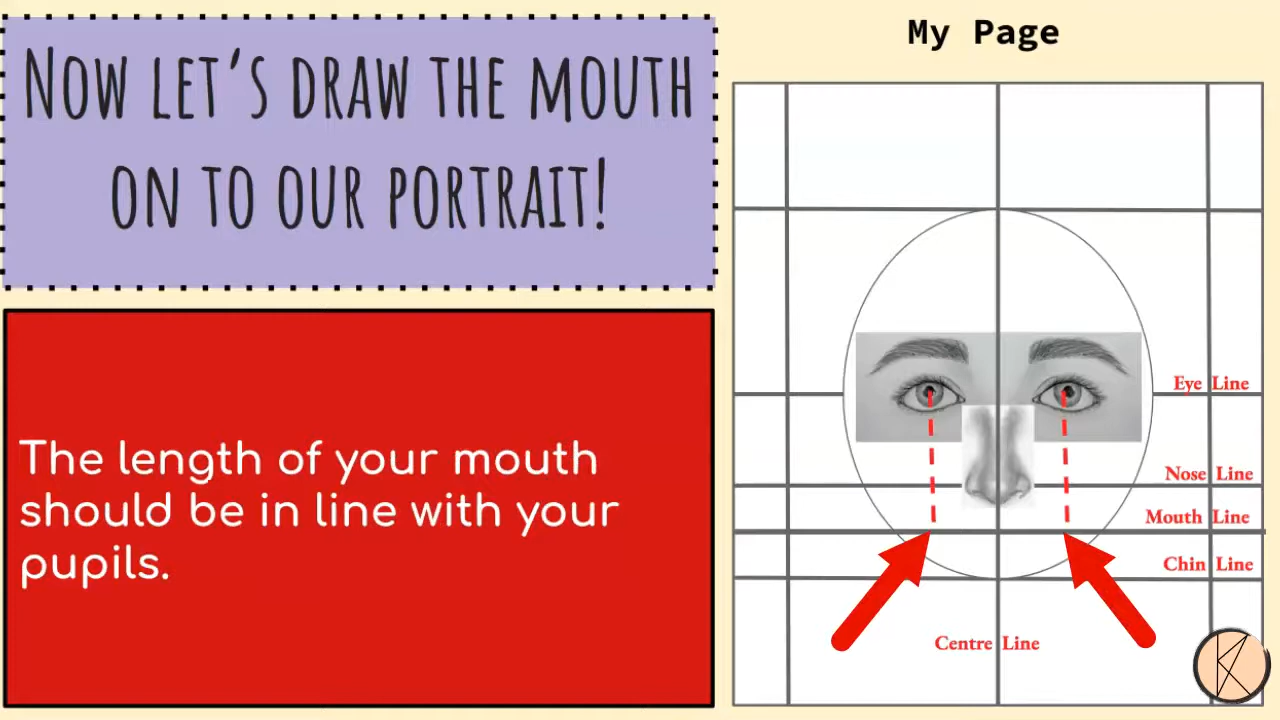 Now let's draw the mouth
on to our portrait!
The length of your mouth
should be in line with your
pupils.
My Page
Eye Line
Nose Line
Mouth Line
Chin Line
Centre Line